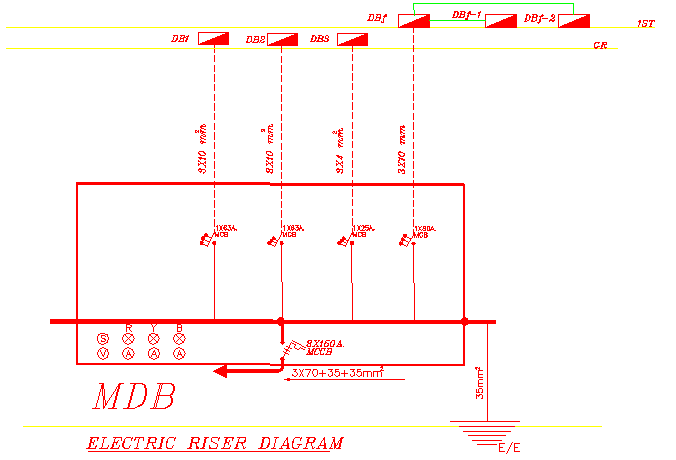 DBf DBf-1 DBf-2
1ST
DB1 DB2 DB3
GR
3X10 mm² 3X10 mm² 3X4 mm² 3X10 mm
1X63A. MCB
1X63A. MCB
1X25A. MCB
1X80A. MCB
R Y B
S
V A A A
3X160A.
MCCB
3X70+35+35mm²
35mm²
MDB
ELECTRIC RISER DIAGRAM
E/E